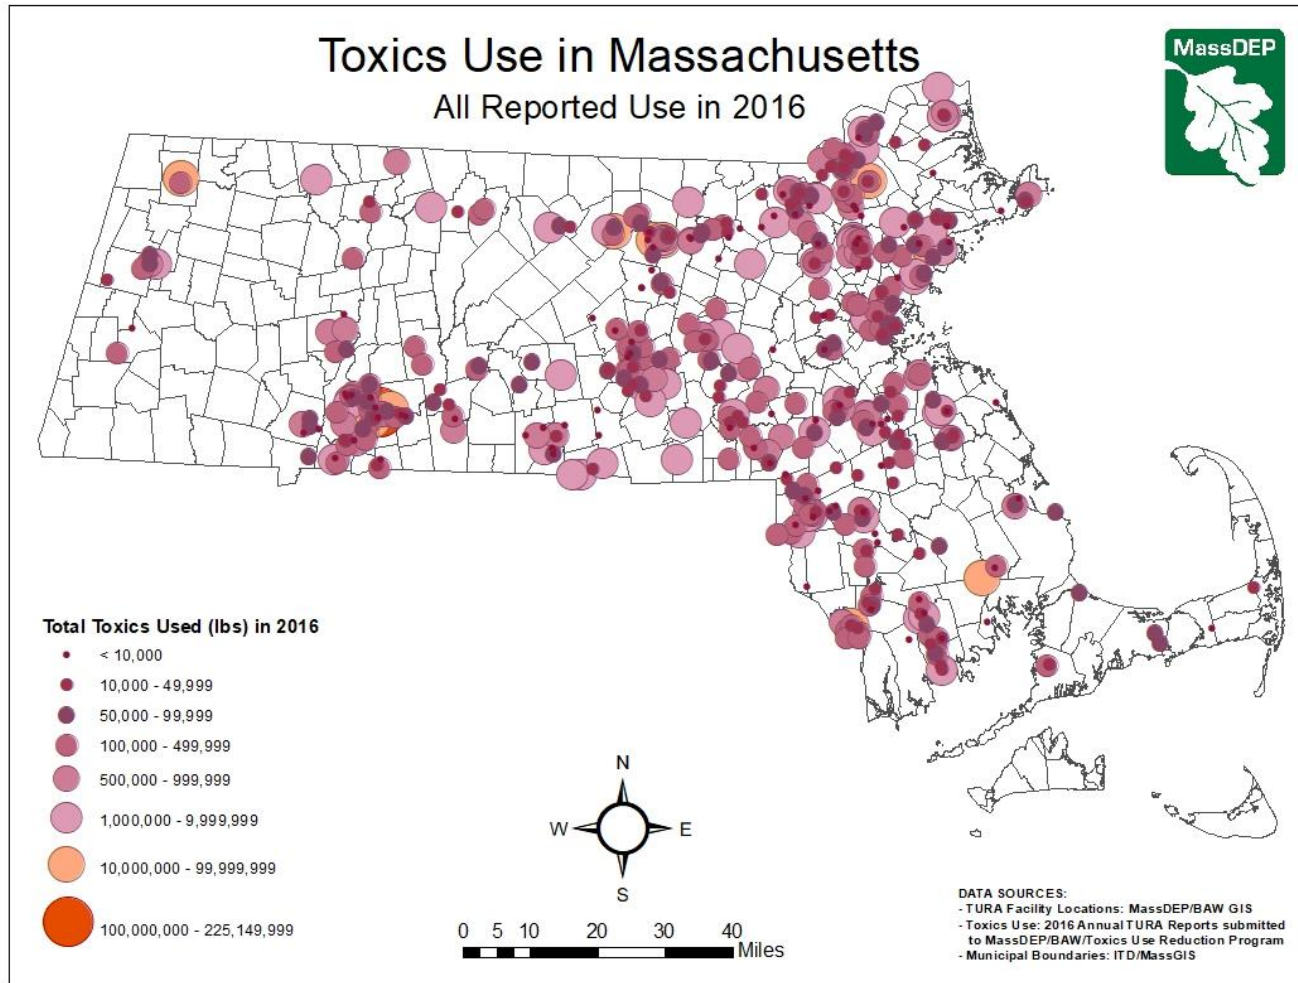 Toxics Use in Massachusetts
All Reported Use in 2016
MassDEP
Total Toxics Used (lbs) in 2016
< 10,000
10,000 - 49,999
50,000 - 99,999
100,000 - 499,999
500,000 - 999,999
1,000,000 - 9,999,999
10,000,000 - 99,999,999
100,000,000 - 225,149,999
N
W E
S
0 5 10 20 30 40
Miles
DATA SOURCES:
- TURA Facility Locations: MassDEP/BAW GIS
- Toxics Use: 2016 Annual TURA Reports submitted
to MassDEP/BAW/Toxics Use Reduction Program
- Municipal Boundaries: ITD/MassGIS